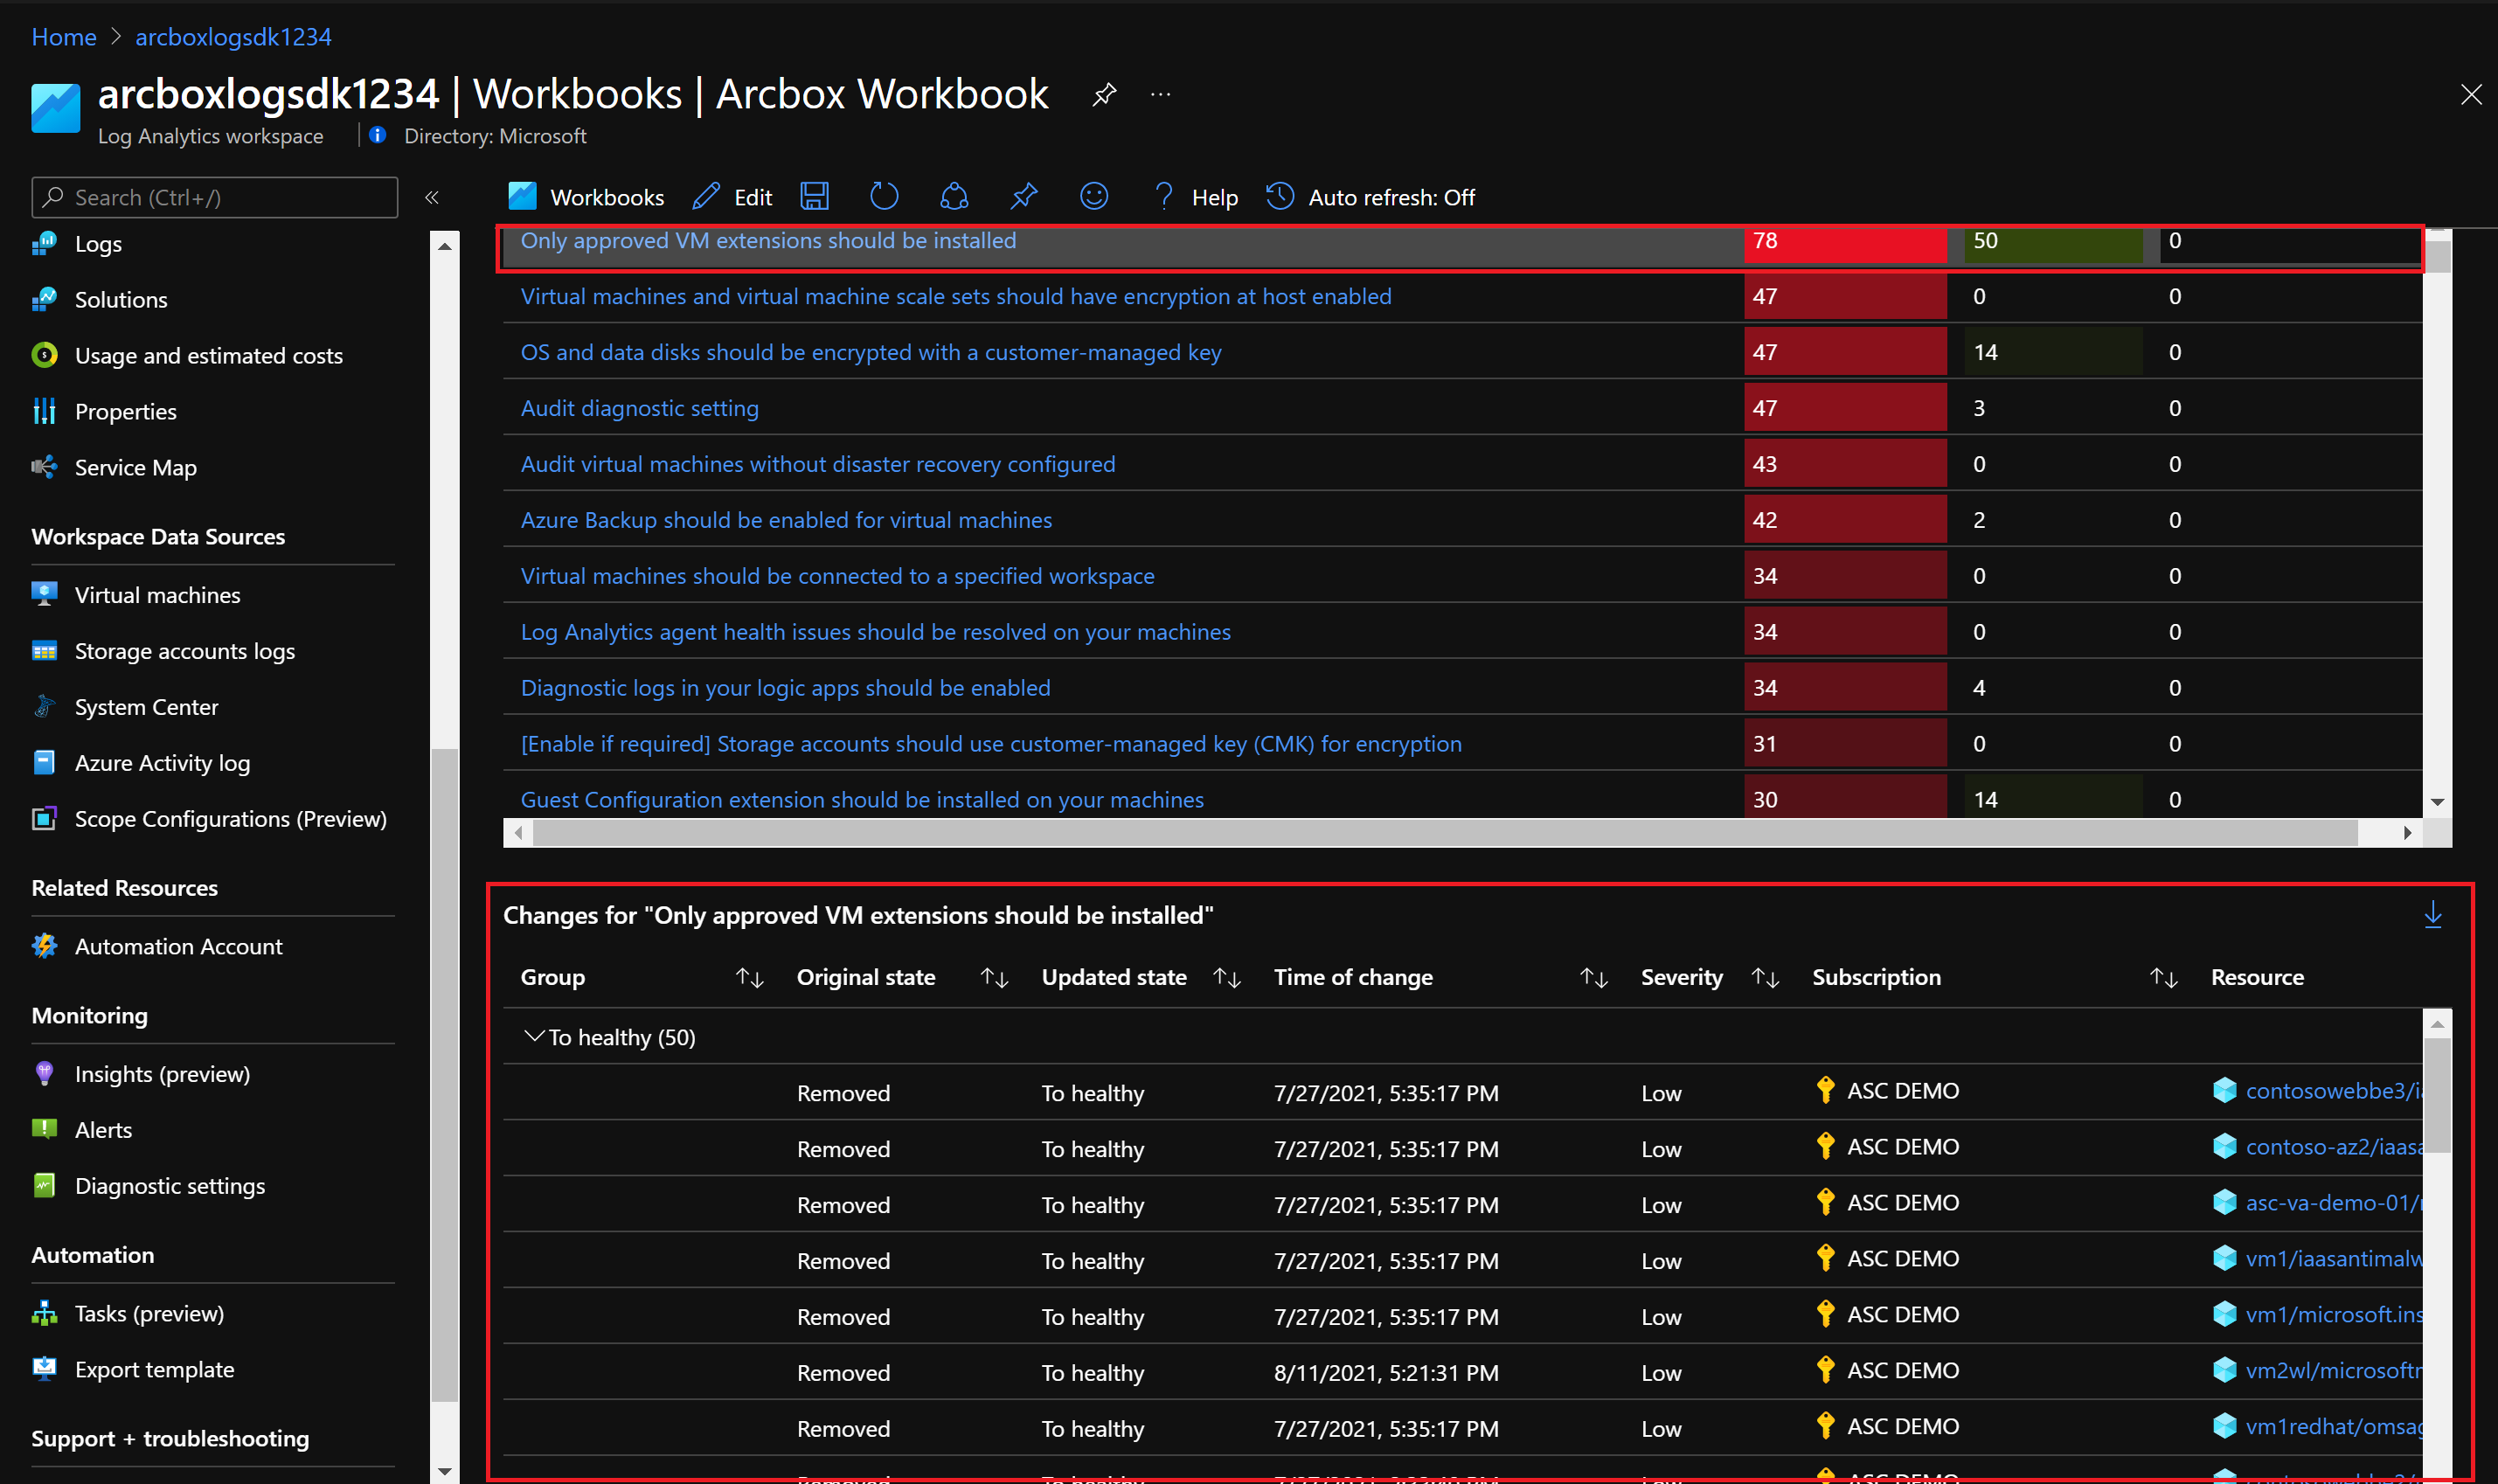 Home > arcboxlogsdk1234
arcboxlogsdk1234 | Workbooks | Arcbox Workbook ...
Log Analytics workspace | Directory: Microsoft
Search (Ctrl+/) «
Workbooks Edit Help Auto refresh: Off
Logs
Solutions
Usage and estimated costs
Properties
Service Map
Workspace Data Sources
Virtual machines
Storage accounts logs
System Center
Azure Activity log
Scope Configurations (Preview)
Related Resources
Automation Account
Monitoring
Insights (preview)
Alerts
Diagnostic settings
Automation
Tasks (preview)
Export template
Support + troubleshooting
Only approved VM extensions should be installed 78 50 0
Virtual machines and virtual machine scale sets should have encryption at host enabled 47 0 0
OS and data disks should be encrypted with a customer-managed key 47 14 0
Audit diagnostic setting 47 3 0
Audit virtual machines without disaster recovery configured 43 0 0
Azure Backup should be enabled for virtual machines 42 2 0
Virtual machines should be connected to a specified workspace 34 0 0
Log Analytics agent health issues should be resolved on your machines 34 0 0
Diagnostic logs in your logic apps should be enabled 34 4 0
[Enable if required] Storage accounts should use customer-managed key (CMK) for encryption 31 0 0
Guest Configuration extension should be installed on your machines 30 14 0
Changes for "Only approved VM extensions should be installed"
Group Original state Updated state Time of change Severity Subscription Resource
To healthy (50)
Removed To healthy 7/27/2021, 5:35:17 PM Low ASC DEMO contosowebbe3/
Removed To healthy 7/27/2021, 5:35:17 PM Low ASC DEMO contoso-az2/iaasa
Removed To healthy 7/27/2021, 5:35:17 PM Low ASC DEMO asc-va-demo-01/
Removed To healthy 7/27/2021, 5:35:17 PM Low ASC DEMO vm1/iaasantimalw
Removed To healthy 7/27/2021, 5:35:17 PM Low ASC DEMO vm1/microsoft.ins
Removed To healthy 8/11/2021, 5:21:31 PM Low ASC DEMO vm2wl/microsoft
Removed To healthy 7/27/2021, 5:35:17 PM Low ASC DEMO vm1redhat/omsag